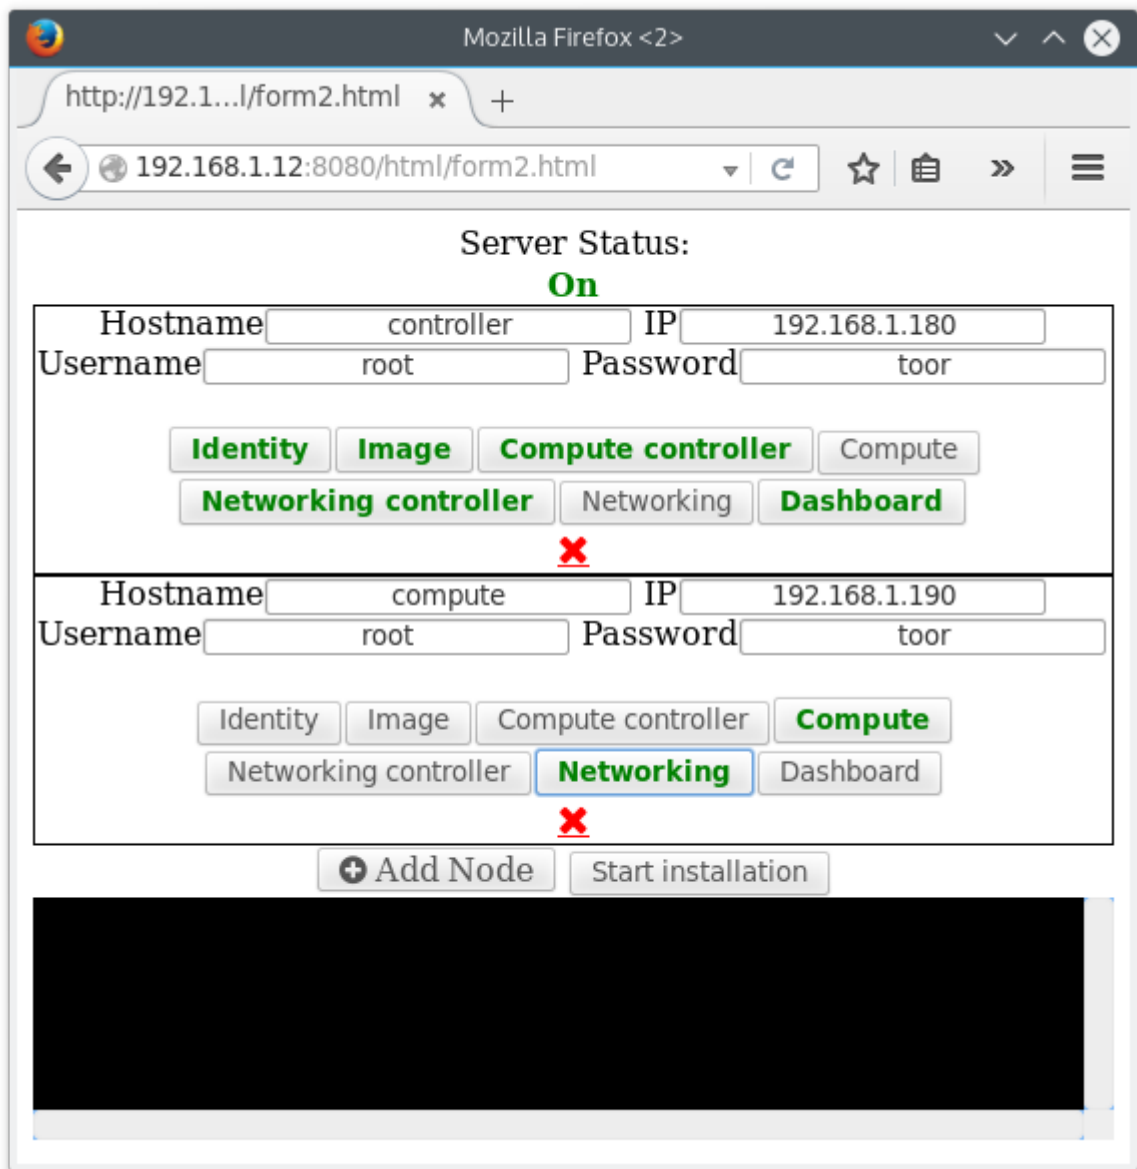 Mozilla Firefox <2>
http://192.1...l/form2.html
192.168.1.12:8080/html/form2.html
Server Status:
On
Hostname controller IP 192.168.1.180
Username root Password toor
Identity Image Compute controller Compute
Networking controller Networking Dashboard
Hostname compute IP 192.168.1.190
Username root Password toor
Identity Image Compute controller Compute
Networking controller Networking Dashboard
Add Node Start installation